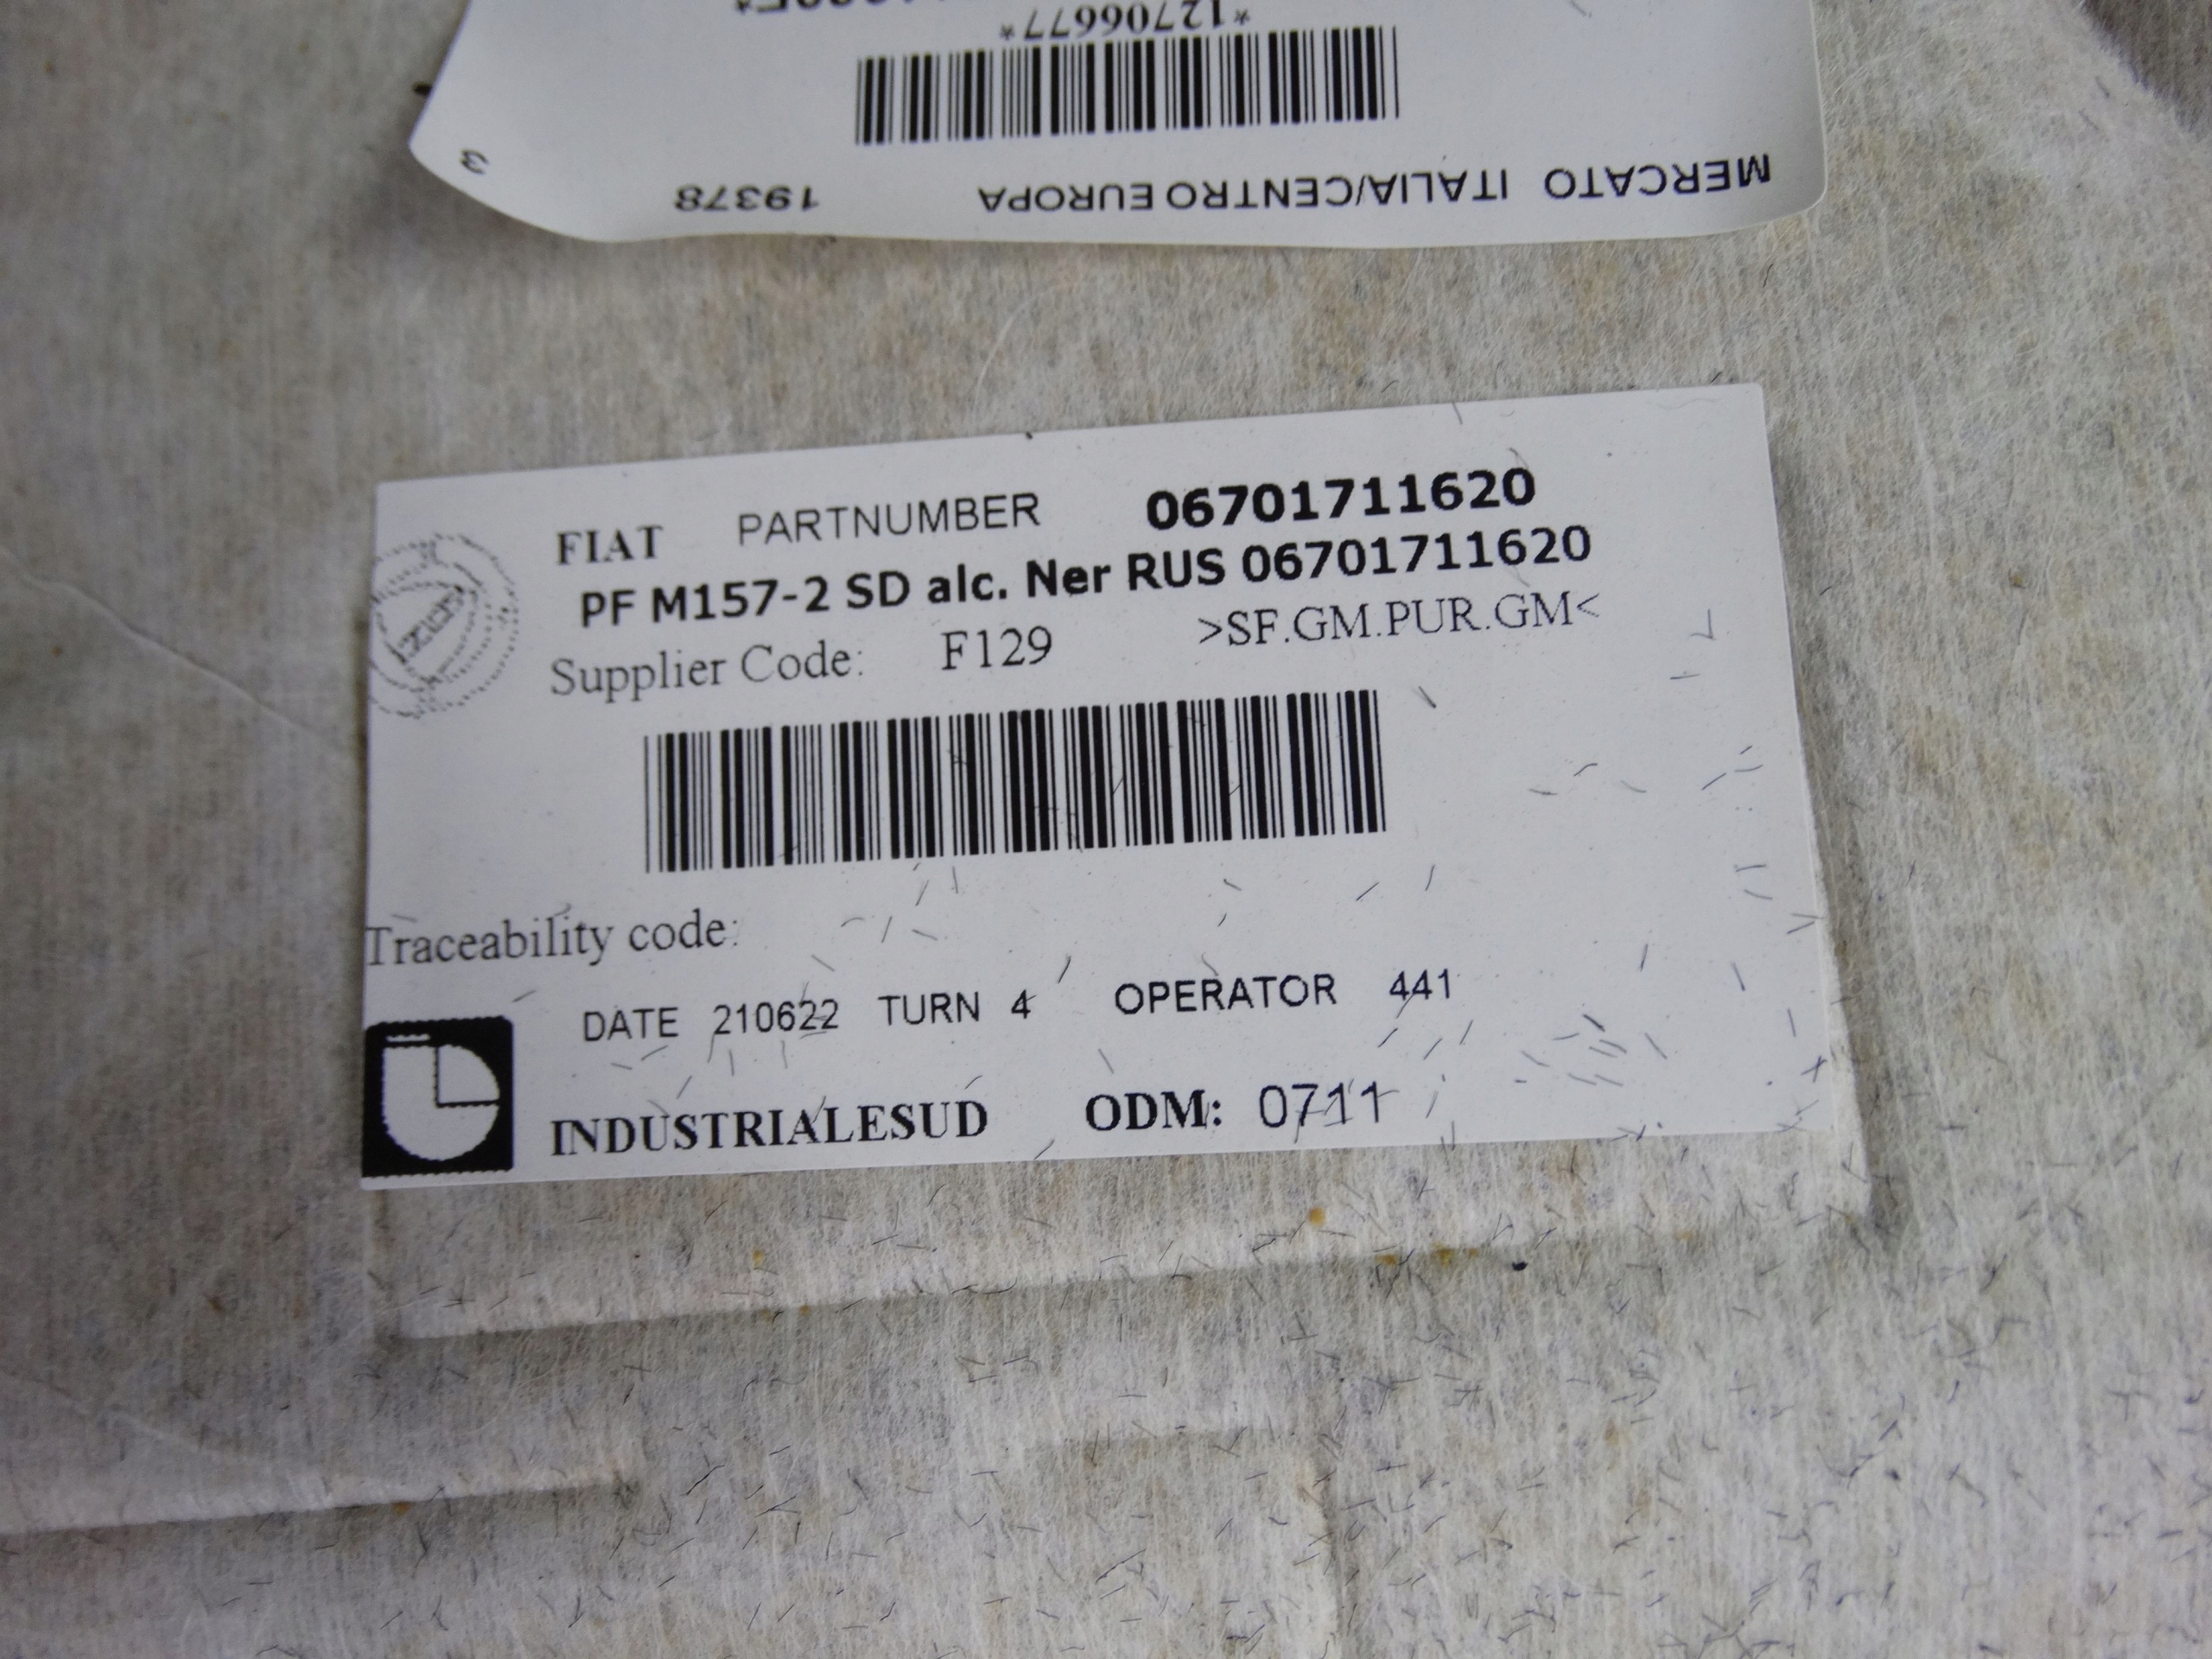 *12706677*
MERCATO ITALIA/CENTRO EUROPA 19378 3
FIAT PARTNUMBER 06701711620
PF M157-2 SD alc. Ner RUS 06701711620
Supplier Code: F129 >SF.GM.PUR.GM<
Traceability code:
DATE 210622 TURN 4 OPERATOR 441
INDUSTRIALESUD ODM: 0711